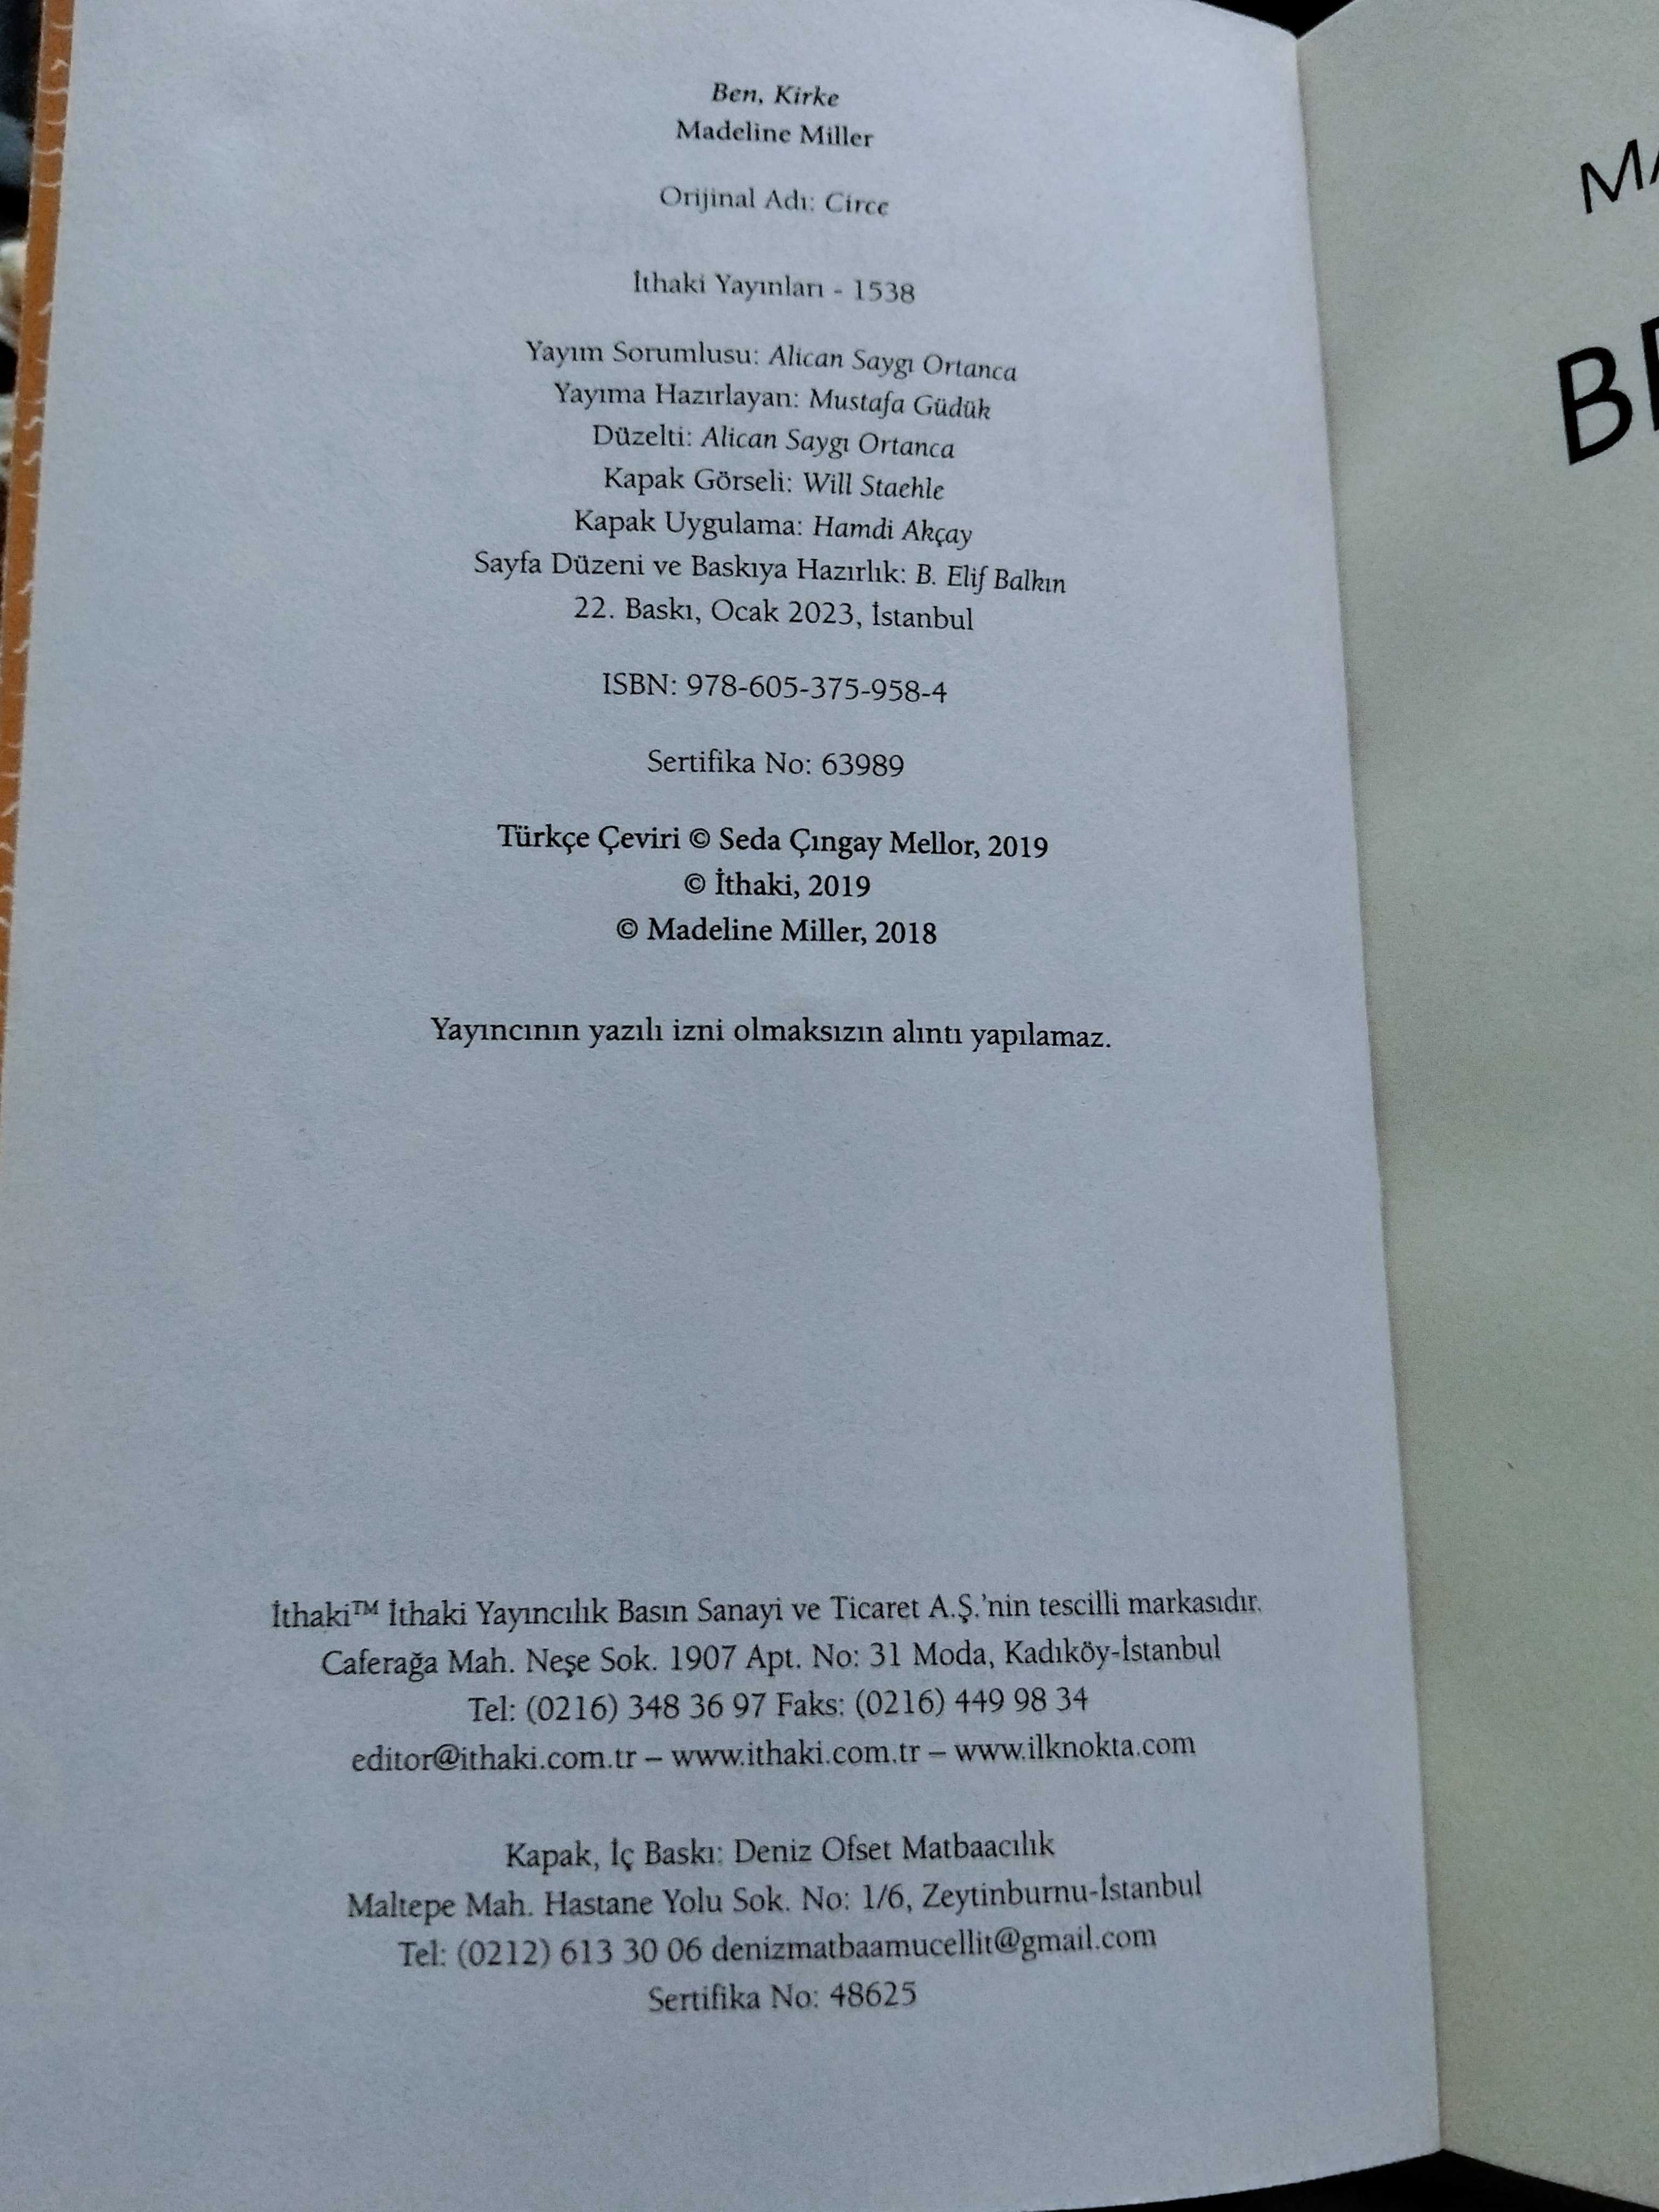 Ben, Kirke
Madeline Miller
Orijinal Adı: Circe
İthaki Yayınları - 1538
Yayım Sorumlusu: Alican Saygı Ortanca
Yayıma Hazırlayan: Mustafa Güdük
Düzelti: Alican Saygı Ortanca
Kapak Görseli: Will Staehle
Kapak Uygulama: Hamdi Akçay
Sayfa Düzeni ve Baskıya Hazırlık: B. Elif Balkın
22. Baskı, Ocak 2023, İstanbul
ISBN: 978-605-375-958-4
Sertifika No: 63989
Türkçe Çeviri © Seda Çıngay Mellor, 2019
© İthaki, 2019
© Madeline Miller, 2018
Yayıncının yazılı izni olmaksızın alıntı yapılamaz.
İthaki™ İthaki Yayıncılık Basın Sanayi ve Ticaret A.Ş.'nin tescilli markasıdır.
Caferağa Mah. Neşe Sok. 1907 Apt. No: 31 Moda, Kadıköy-İstanbul
Tel: (0216) 348 36 97 Faks: (0216) 449 98 34
editor@ithaki.com.tr – www.ithaki.com.tr – www.ilknokta.com
Kapak, İç Baskı: Deniz Ofset Matbaacılık
Maltepe Mah. Hastane Yolu Sok. No: 1/6, Zeytinburnu-İstanbul
Tel: (0212) 613 30 06 denizmatbaamucellit@gmail.com
Sertifika No: 48625